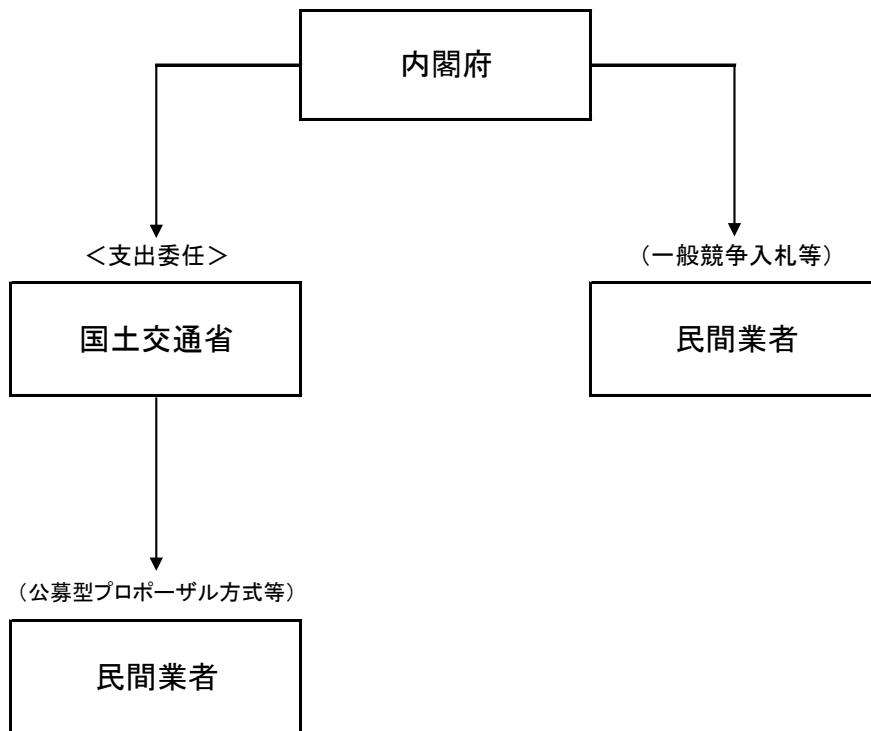 内閣府
＜支出委任＞
（一般競争入札等）
国土交通省
民間業者
（公募型プロポーザル方式等）
民間業者